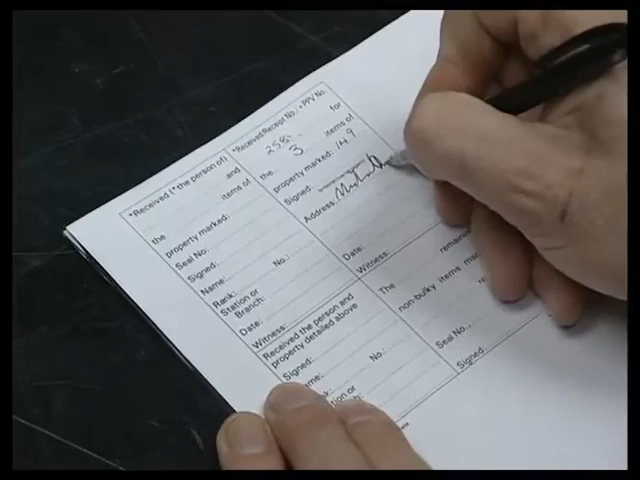 *Received (* the person of)
and
items of
the
property marked:
Seal No.:
Signed:
Name:
Rank: No.:
Station or
Branch:
Date:
Witness:
Received the person and
property detailed above
Signed:
No.:
*Received Receipt No./*PPV No
258 for
the 3 items of
property marked: 149
Signed:
Address:
Date:
Witness:
The
non-bulky items
Seal No.:
Signed: